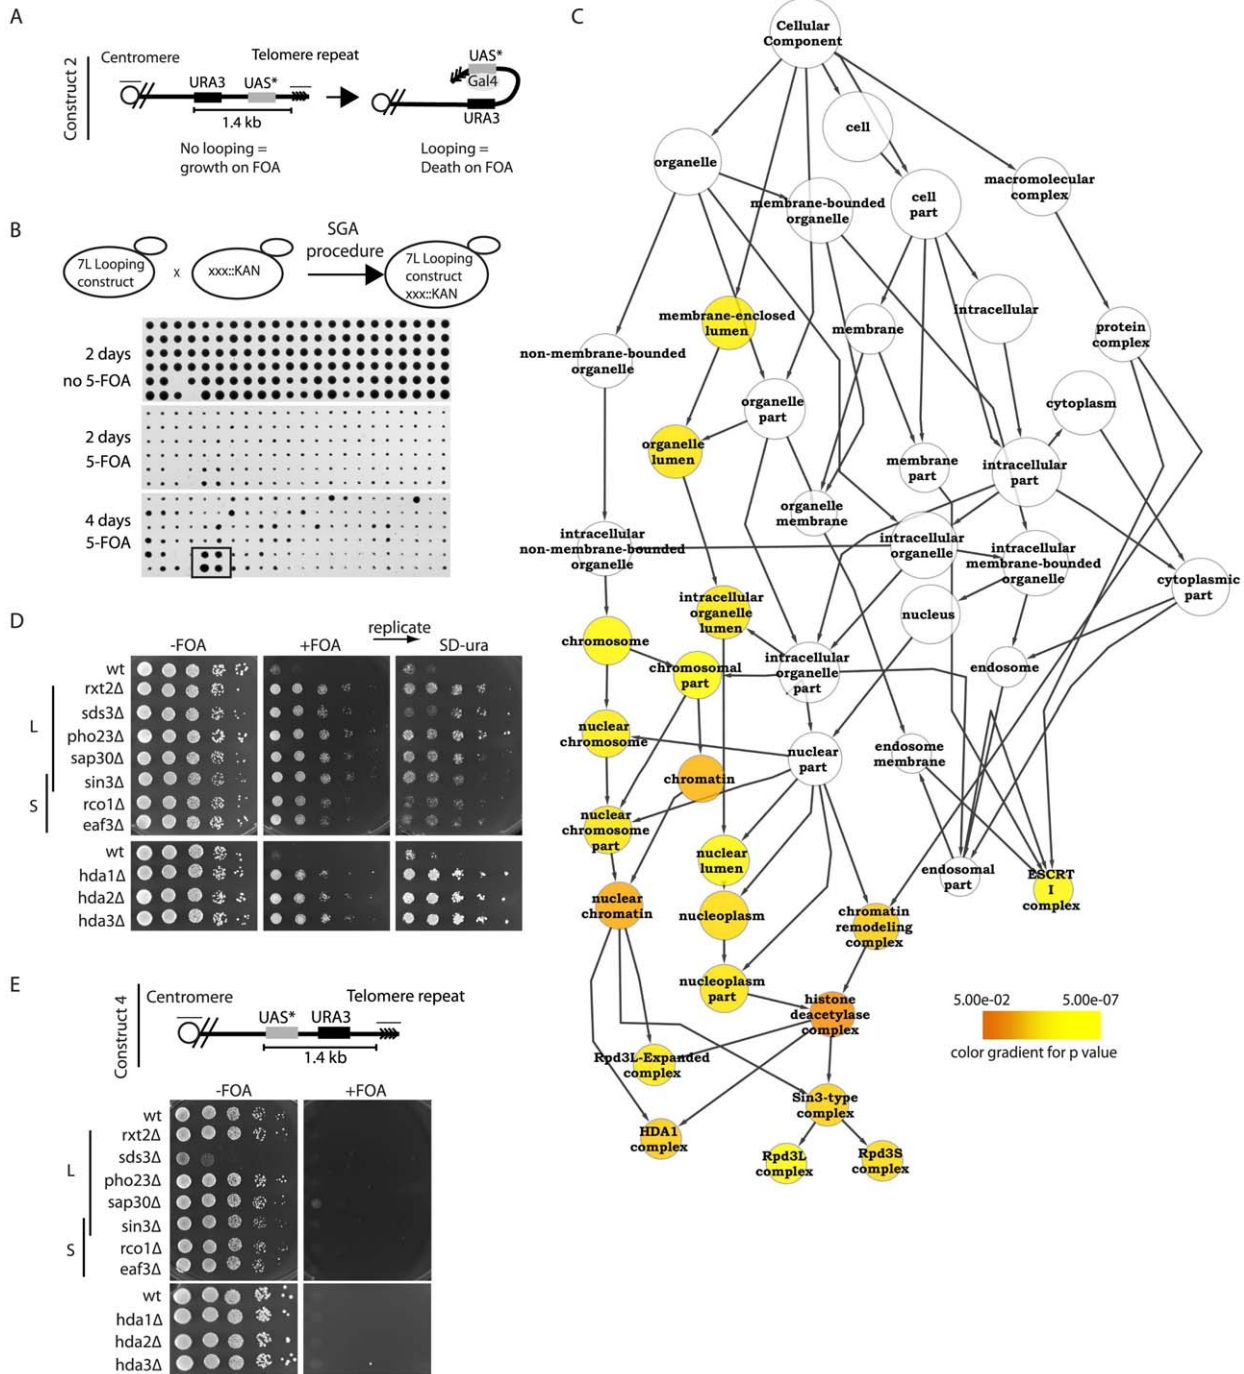 A
Construct 2
Centromere
Telomere repeat
URA3
UAS*
1.4 kb
No looping =
growth on FOA
UAS*
Gal4
URA3
Looping =
Death on FOA
B
7L Looping
construct
x
xxx::KAN
SGA
procedure
7L Looping
construct
xxx::KAN
2 days
no 5-FOA
2 days
5-FOA
4 days
5-FOA
C
Cellular
Component
cell
organelle
macromolecular
complex
membrane-bounded
organelle
cell
part
membrane-enclosed
lumen
membrane
intracellular
protein
complex
non-membrane-bounded
organelle
organelle
part
cytoplasm
organelle
lumen
membrane
part
intracellular
part
organelle
membrane
intracellular
non-membrane-bounded
organelle
intracellular
organelle
intracellular
membrane-bounded
organelle
cytoplasmic
part
intracellular
organelle
lumen
nucleus
chromosome
chromosomal
part
intracellular
organelle
part
endosome
nuclear
chromosome
chromatin
nuclear
part
endosome
membrane
nuclear
chromosome
part
nuclear
lumen
endosomal
part
ESCRT
I
complex
nuclear
chromatin
nucleoplasm
chromatin
remodeling
complex
nucleoplasm
part
histone
deacetylase
complex
Rpd3L-Expanded
complex
Sin3-type
complex
HDA1
complex
Rpd3L
complex
Rpd3S
complex
5.00e-02
5.00e-07
color gradient for p value
D
-FOA
+FOA
replicate
SD-ura
L
S
wt
rxt2Δ
sds3Δ
pho23Δ
sap30Δ
sin3Δ
rco1Δ
eaf3Δ
wt
hda1Δ
hda2Δ
hda3Δ
E
Construct 4
Centromere
Telomere repeat
UAS*
URA3
1.4 kb
-FOA
+FOA
L
S
wt
rxt2Δ
sds3Δ
pho23Δ
sap30Δ
sin3Δ
rco1Δ
eaf3Δ
wt
hda1Δ
hda2Δ
hda3Δ